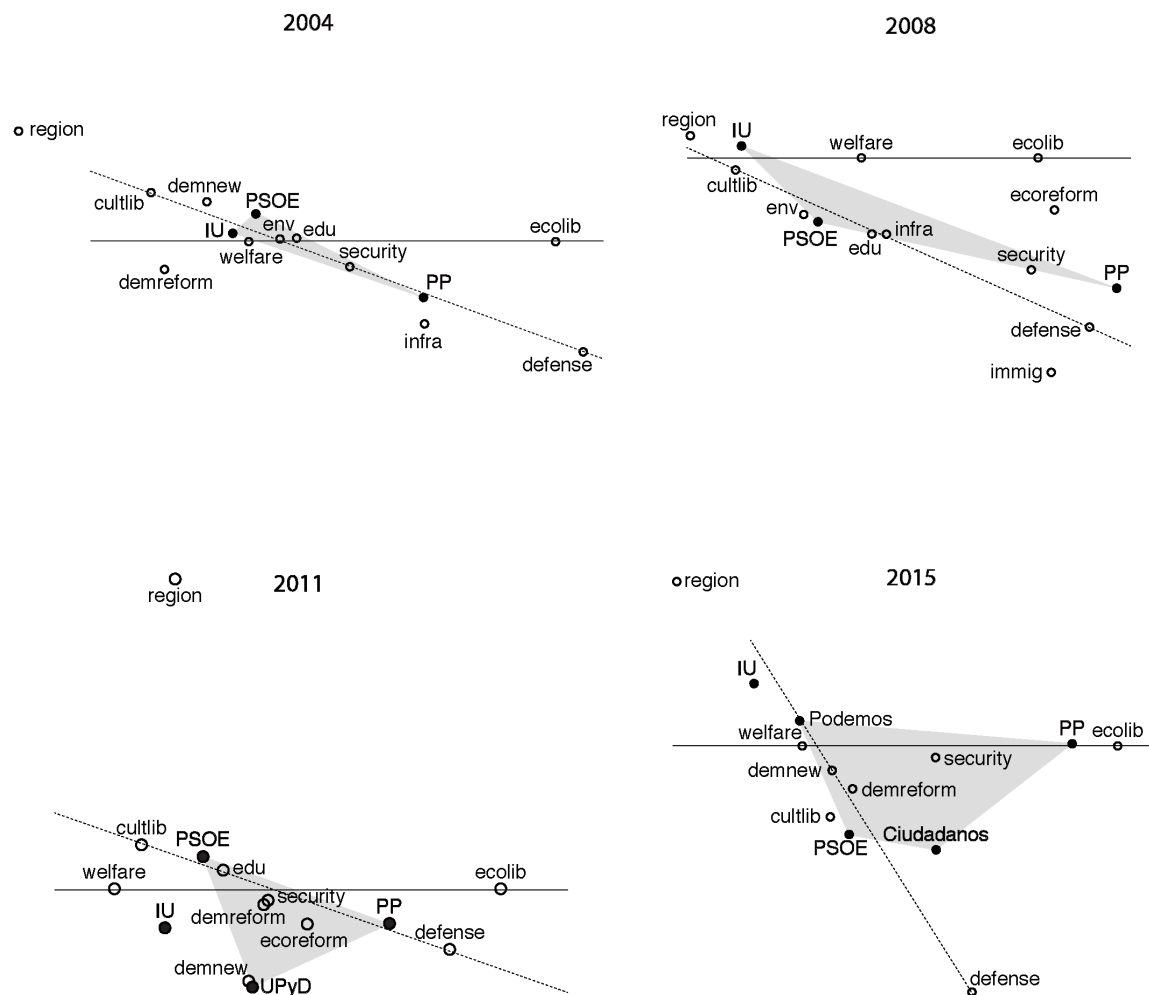 2004
region
cultlib
demnew
PSOE
IU
env
edu
welfare
ecolib
security
demreform
PP
infra
defense
2008
region
IU
welfare
ecolib
cultlib
ecoreform
env
PSOE
infra
edu
security
PP
defense
immig
2011
region
cultlib
PSOE
edu
welfare
ecolib
security
IU
demreform
PP
ecoreform
defense
demnew
UPyD
2015
region
IU
Podemos
welfare
PP
ecolib
security
demnew
demreform
cultlib
Ciudadanos
PSOE
defense